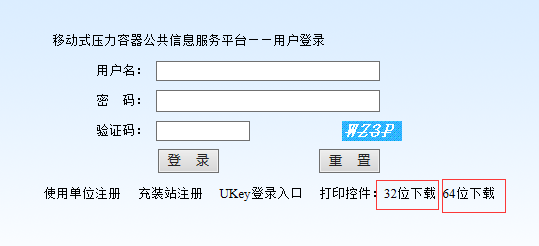 移动式压力容器公共信息服务平台－－用户登录
用户名：
密　码：
验证码： WZ3P
登　录 重　置
使用单位注册 充装站注册 UKey登录入口 打印控件： 32位下载 64位下载